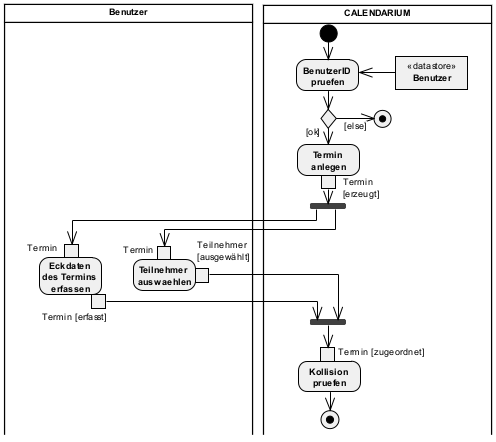 Benutzer
CALENDARIUM
BenutzerID
pruefen
«datastore»
Benutzer
[ok]
[else]
Termin
anlegen
Termin
[erzeugt]
Termin
Eckdaten
des Termins
erfassen
Termin [erfasst]
Termin
Teilnehmer
auswaehlen
Teilnehmer
[ausgewählt]
Termin [zugeordnet]
Kollision
pruefen